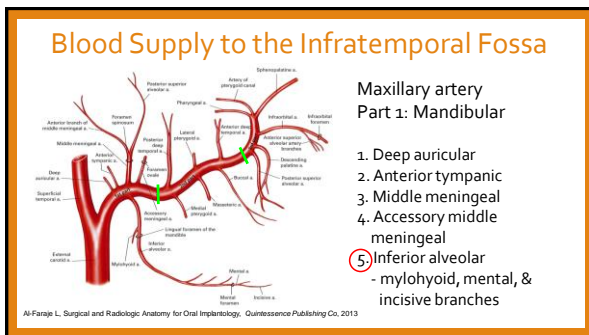 Blood Supply to the Infratemporal Fossa
Sphenopalatine a.
Artery of
pterygoid canal
Posterior superior
alveolar a.
Pharyngeal a.
Foramen
spinosum
Infraorbital a.
Infraorbital
foramen
Anterior branch of
middle meningeal a.
Posterior
deep
temporal a.
Lateral
pterygoid a.
Anterior deep
temporal a.
Anterior superior
alveolar artery
branches
Middle meningeal a.
Anterior
tympanic a.
Foramen
ovale
Descending
palatine a.
Deep
auricular a.
Buccal a.
Posterior superior
alveolar a.
Superficial
temporal a.
Masseteric a.
Medial
pterygoid a.
Accessory
meningeal a.
Lingual foramen of the
mandible
Inferior
alveolar a.
External
carotid a.
Mylohyoid a.
Mental a.
Mental
foramen
Incisive a.
Maxillary artery
Part 1: Mandibular
1. Deep auricular
2. Anterior tympanic
3. Middle meningeal
4. Accessory middle
meningeal
5. Inferior alveolar
- mylohyoid, mental, &
incisive branches
Al-Faraje L, Surgical and Radiologic Anatomy for Oral Implantology, Quintessence Publishing Co, 2013